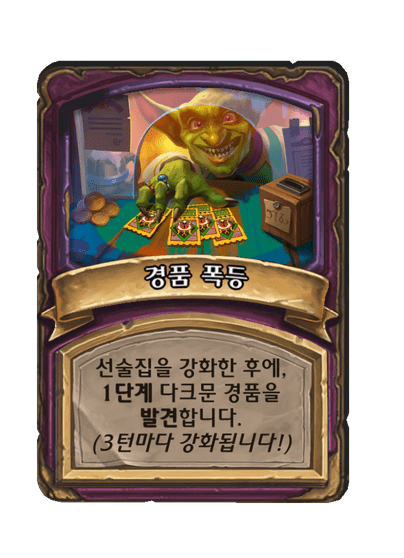 경품 폭등
선술집을 강화한 후에,
1단계 다크문 경품을
발견합니다.
(3턴마다 강화됩니다!)